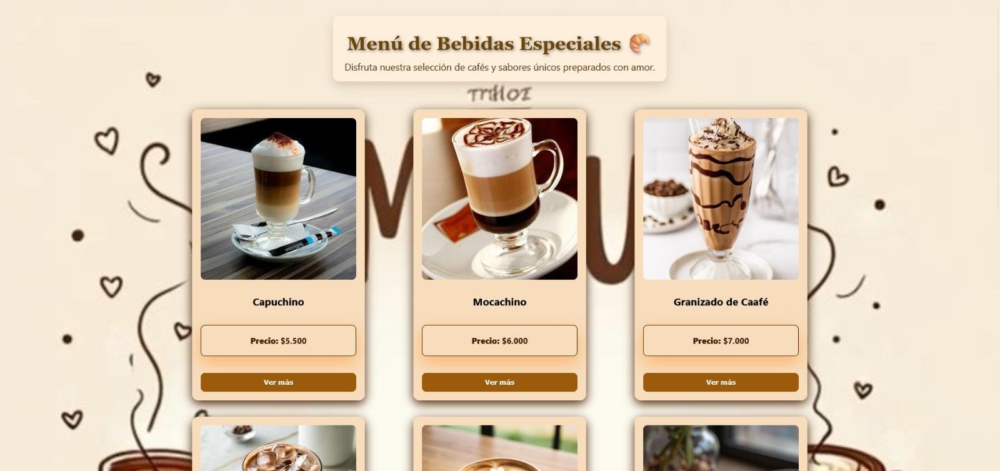 Menú de Bebidas Especiales
Disfruta nuestra selección de cafés y sabores únicos preparados con amor.
Capuchino
Mocachino
Granizado de Caafé
Precio: $5.500
Precio: $6.000
Precio: $7.000
Ver más
Ver más
Ver más